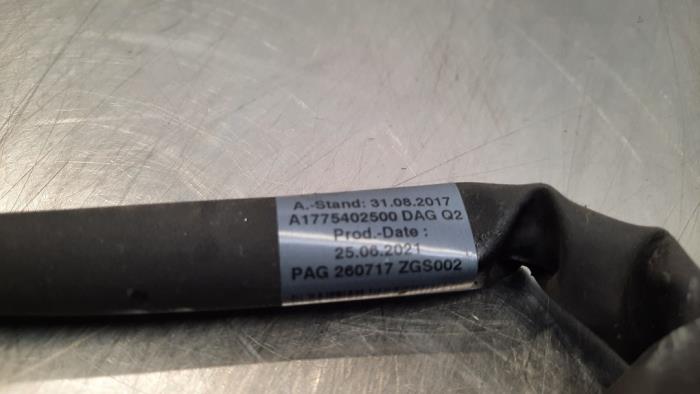 A.-Stand: 31.08.2017
A1775402500 DAG Q2
Prod.-Date :
25.06.2021
PAG 260717 ZGS002